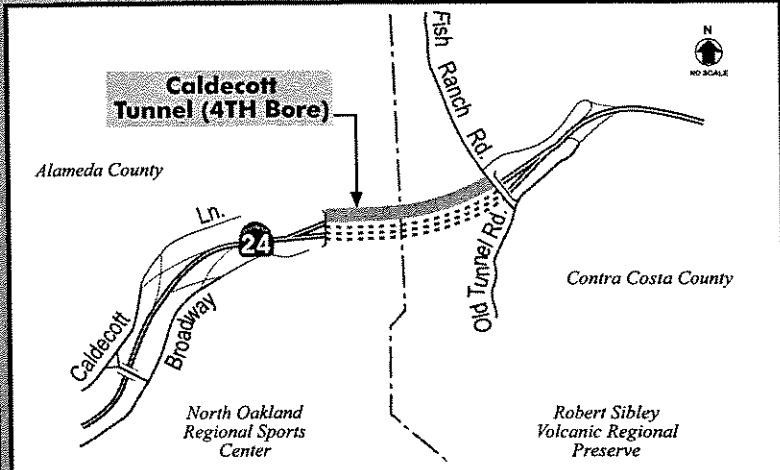 Caldecott
Tunnel (4TH Bore)
Fish Ranch Rd.
N
NO SCALE
Alameda County
Ln.
24
Caldecott
Broadway
Old Tunnel Rd.
Contra Costa County
North Oakland
Regional Sports
Center
Robert Sibley
Volcanic Regional
Preserve